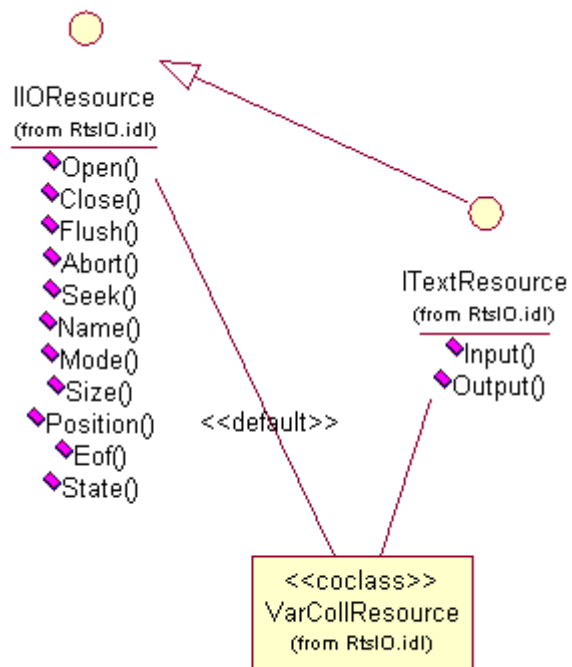 IIOResource
(from RtsIO.idl)
Open()
Close()
Flush()
Abort()
Seek()
Name()
Mode()
Size()
Position()
Eof()
State()
ITextResource
(from RtsIO.idl)
Input()
Output()
<<default>>
<<coclass>>
VarCollResource
(from RtsIO.idl)